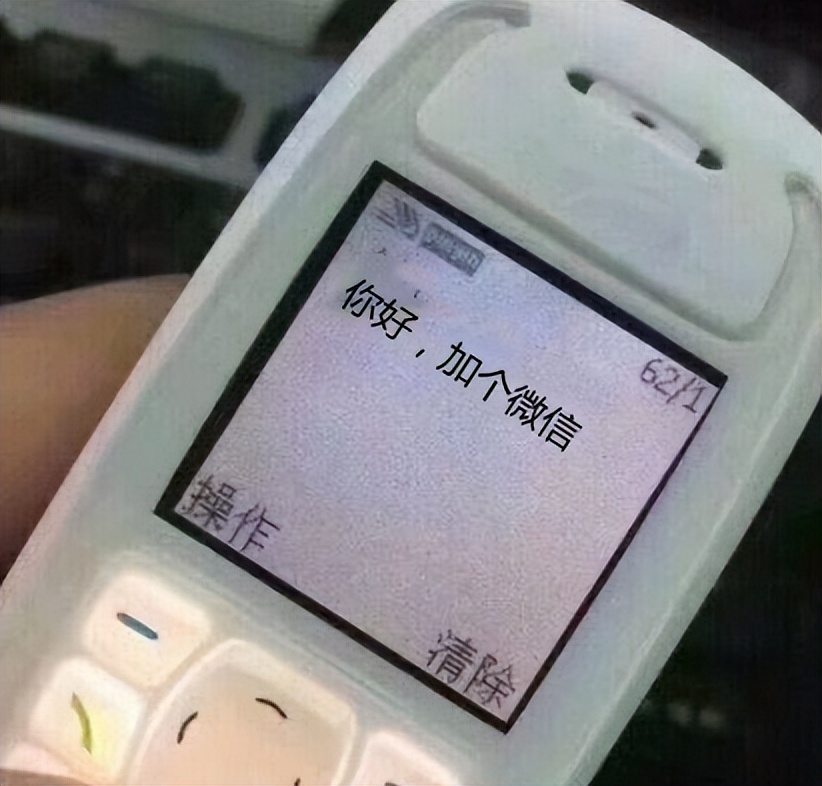 62/1
你好，加个微信
操作
清除